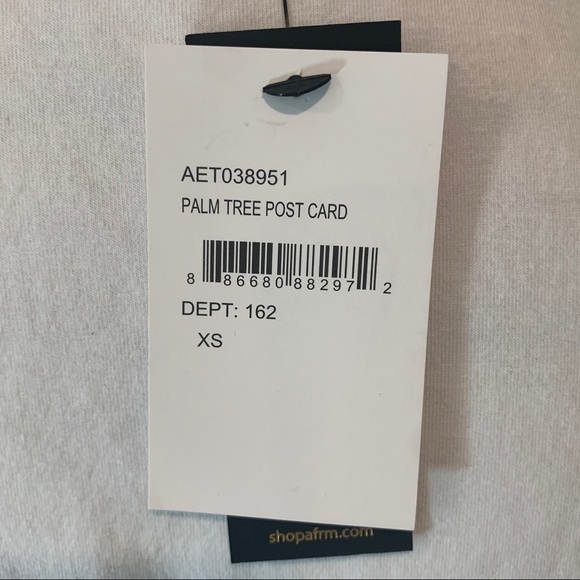 AET038951
PALM TREE POST CARD
8 86680 88297 2
DEPT: 162
XS
shopafrm.com